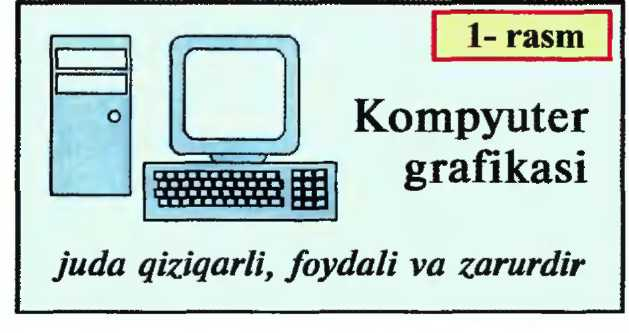 1- rasm
Kompyuter
grafikasi
juda qiziqarli, foydali va zarurdir